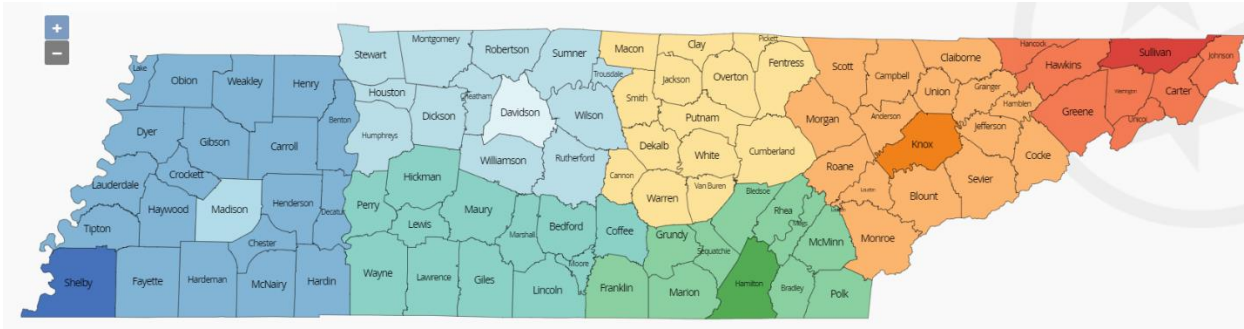 +
−
Lake
Obion
Weakley
Henry
Stewart
Montgomery
Robertson
Sumner
Macon
Clay
Pickett
Fentress
Scott
Campbell
Claiborne
Hancock
Hawkins
Sullivan
Johnson
Trousdale
Jackson
Overton
Houston
Cheatham
Dickson
Davidson
Wilson
Smith
Putnam
Morgan
Anderson
Union
Grainger
Hamblen
Greene
Washington
Carter
Unicoi
Dyer
Gibson
Carroll
Benton
Humphreys
Williamson
Rutherford
Dekalb
White
Cumberland
Roane
Knox
Jefferson
Cocke
Lauderdale
Crockett
Haywood
Madison
Henderson
Decatur
Perry
Hickman
Lewis
Maury
Cannon
Warren
Van Buren
Bledsoe
Rhea
Meigs
Loudon
Blount
Sevier
Tipton
Chester
Marshall
Bedford
Coffee
Grundy
Sequatchie
McMinn
Monroe
Shelby
Fayette
Hardeman
McNairy
Hardin
Wayne
Lawrence
Giles
Lincoln
Moore
Franklin
Marion
Hamilton
Bradley
Polk